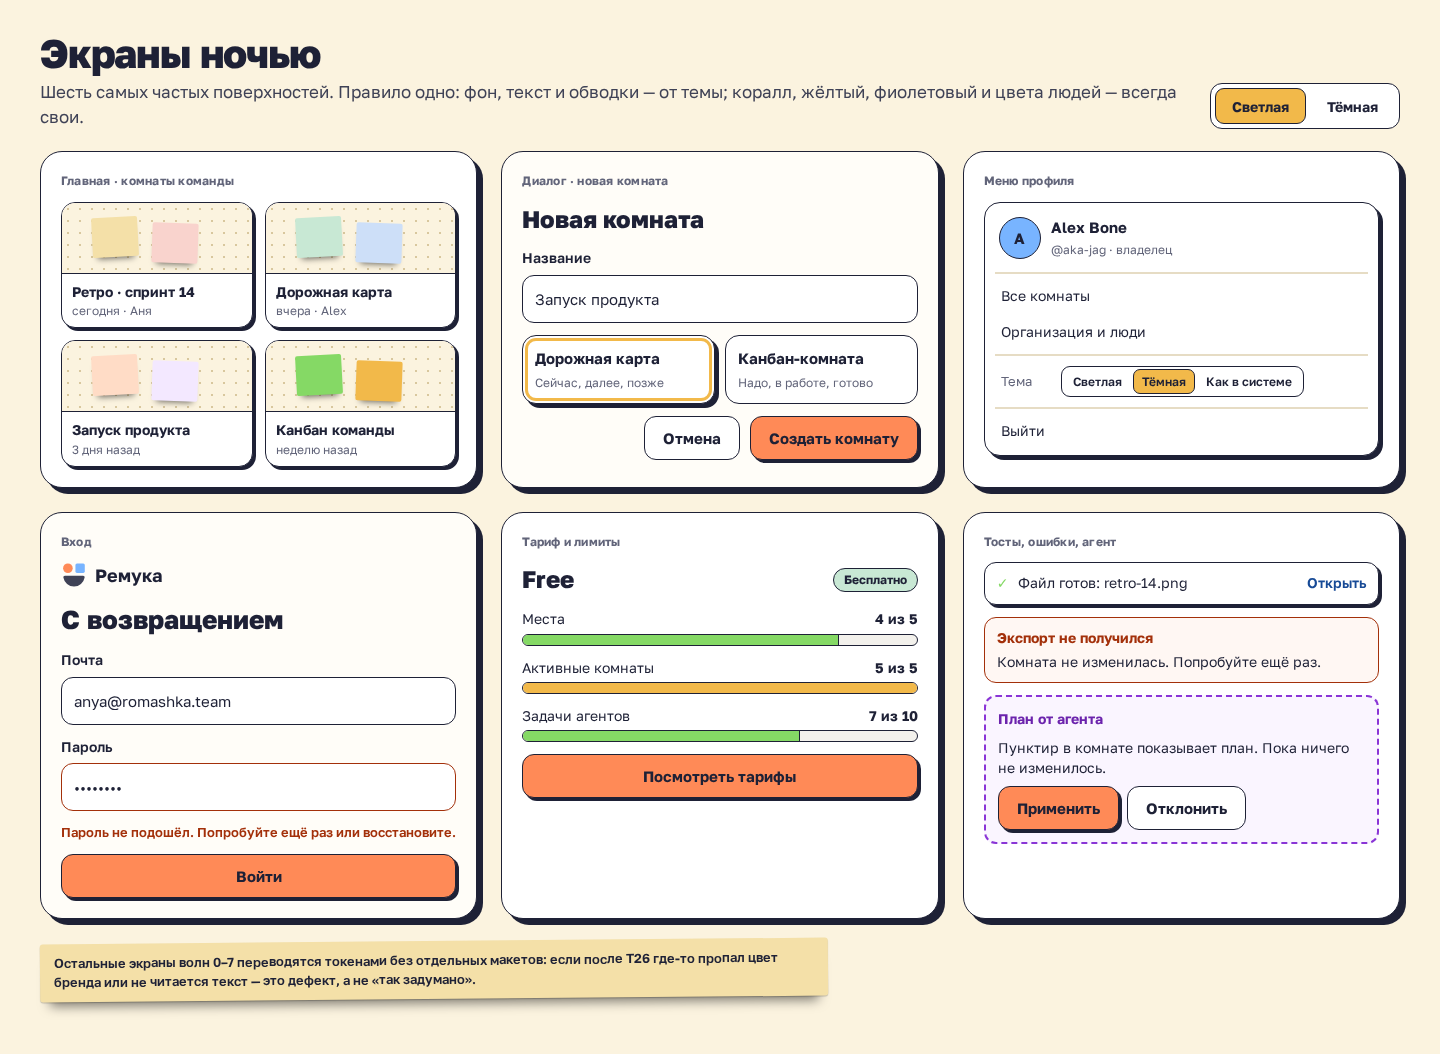 Экраны ночью
Шесть самых частых поверхностей. Правило одно: фон, текст и обводки — от темы; коралл, жёлтый, фиолетовый и цвета людей — всегда
свои.
Светлая
Тёмная
Главная · комнаты команды
Ретро · спринт 14
сегодня · Аня
Дорожная карта
вчера · Alex
Запуск продукта
3 дня назад
Канбан команды
неделю назад
Диалог · новая комната
Новая комната
Название
Запуск продукта
Дорожная карта
Сейчас, далее, позже
Канбан-комната
Надо, в работе, готово
Отмена
Создать комнату
Меню профиля
A
Alex Bone
@aka-jag · владелец
Все комнаты
Организация и люди
Тема
Светлая
Тёмная
Как в системе
Выйти
Вход
Ремука
С возвращением
Почта
anya@romashka.team
Пароль
••••••••
Пароль не подошёл. Попробуйте ещё раз или восстановите.
Войти
Тариф и лимиты
Free
Бесплатно
Места
4 из 5
Активные комнаты
5 из 5
Задачи агентов
7 из 10
Посмотреть тарифы
Тосты, ошибки, агент
✓ Файл готов: retro-14.png
Открыть
Экспорт не получился
Комната не изменилась. Попробуйте ещё раз.
План от агента
Пунктир в комнате показывает план. Пока ничего
не изменилось.
Применить
Отклонить
Остальные экраны волн 0–7 переводятся токенами без отдельных макетов: если после T26 где-то пропал цвет
бренда или не читается текст — это дефект, а не «так задумано».